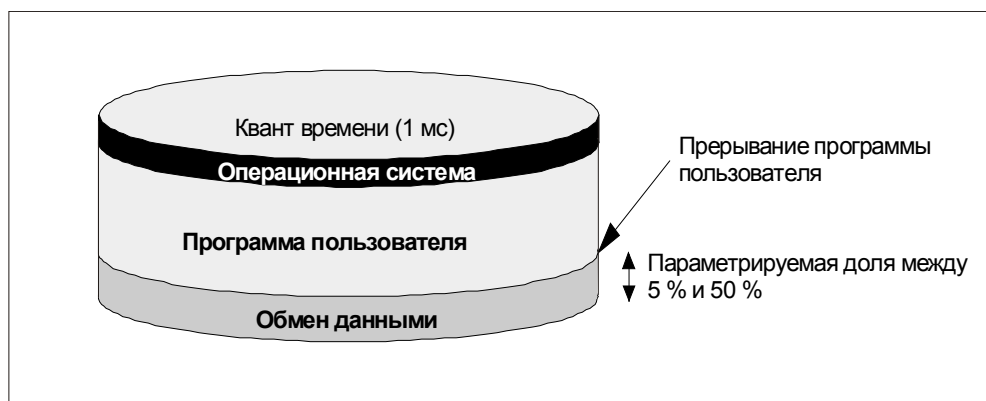 Квант времени (1 мс)
Операционная система
Прерывание программы
пользователя
Программа пользователя
Параметрируемая доля между
5 % и 50 %
Обмен данными